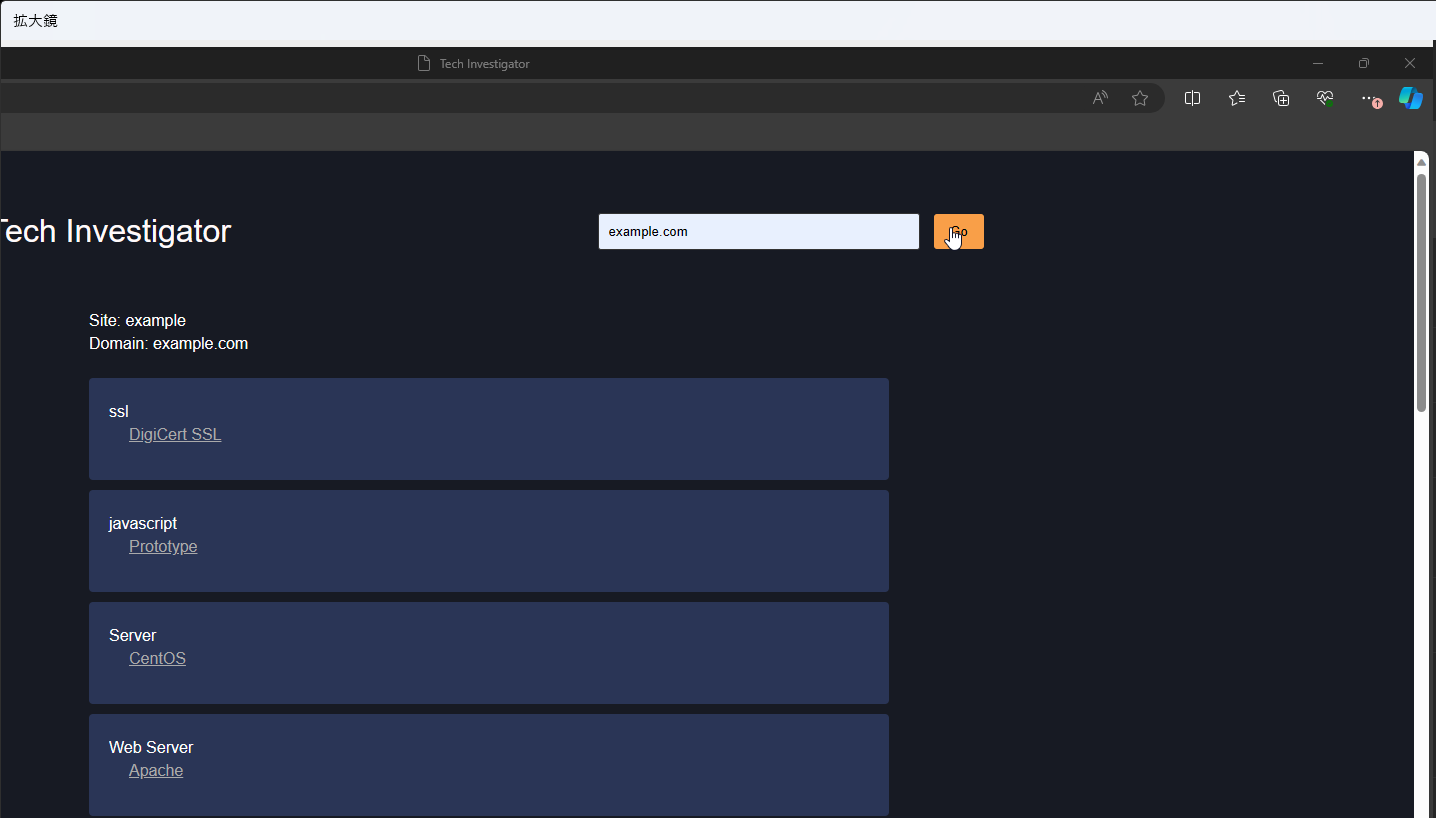 拡大鏡
Tech Investigator
Tech Investigator
example.com
Go
Site: example
Domain: example.com
ssl
DigiCert SSL
javascript
Prototype
Server
CentOS
Web Server
Apache